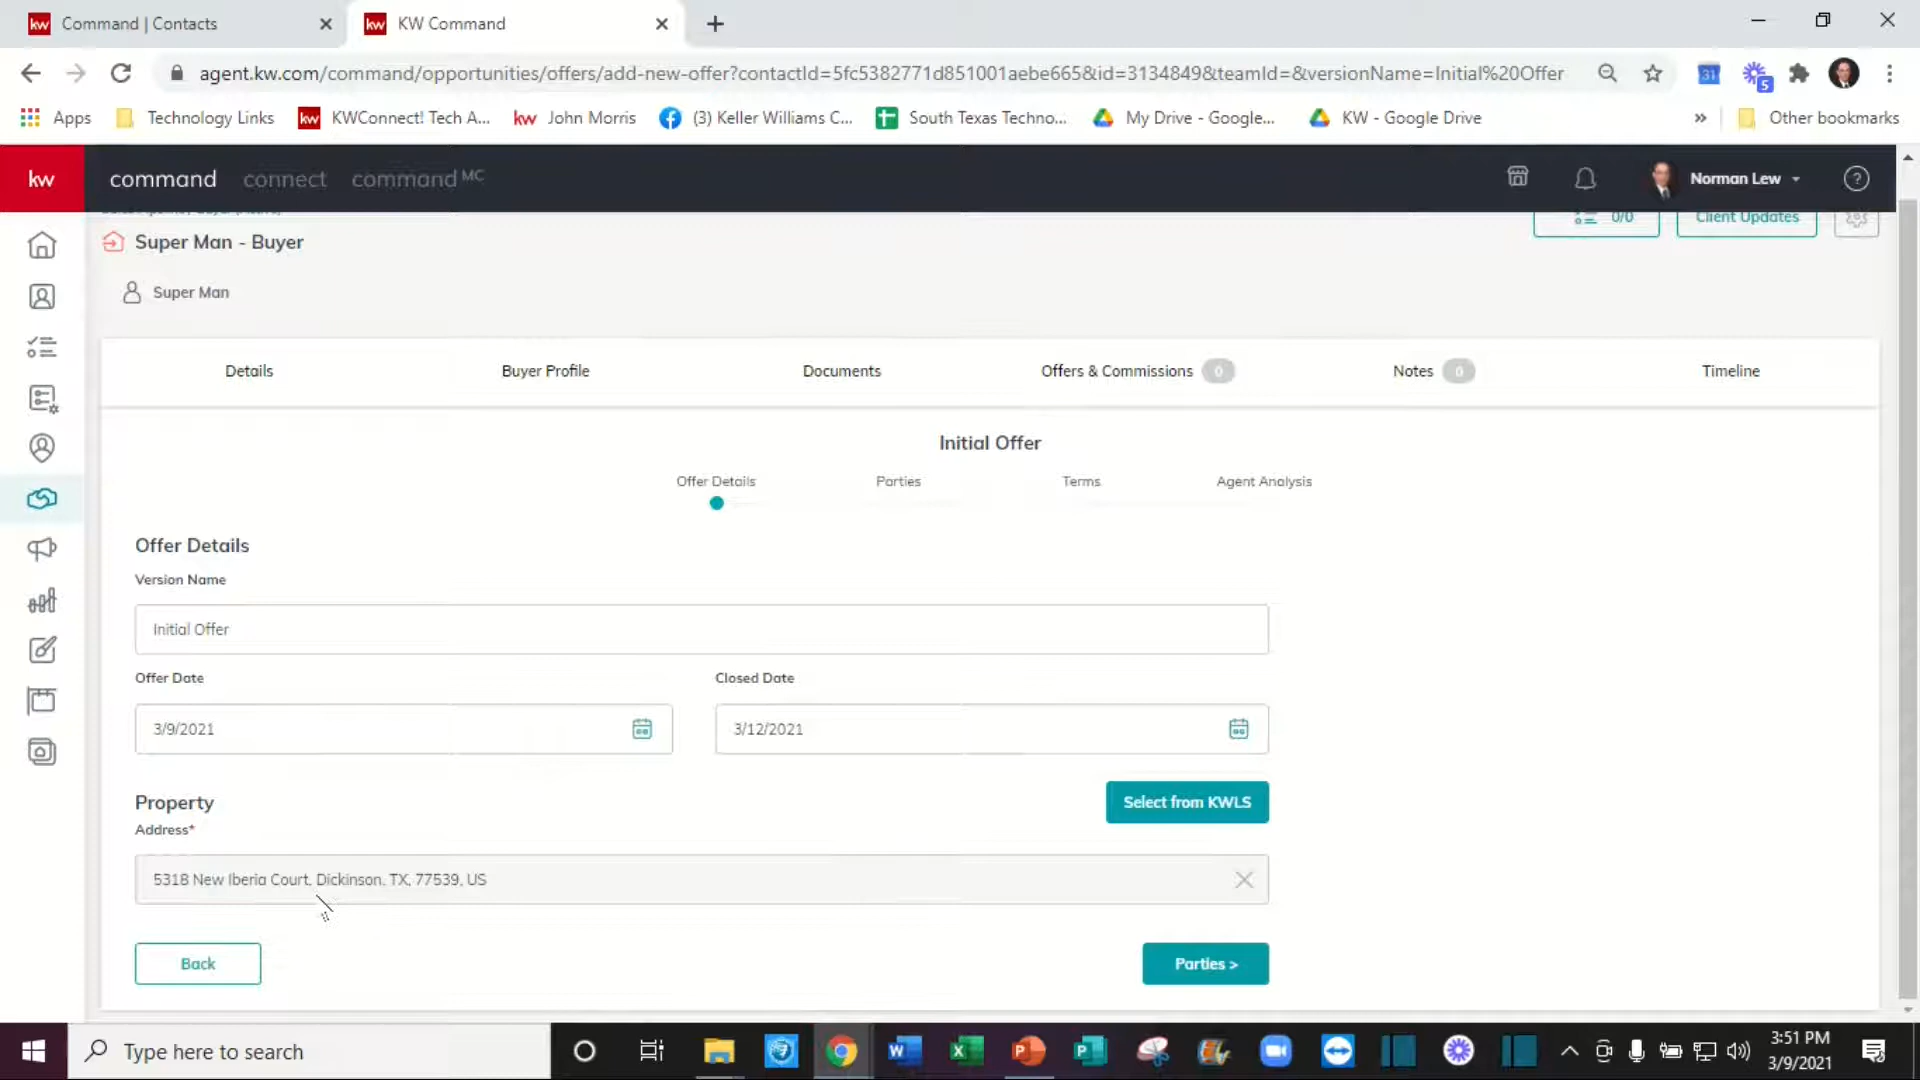 kw Command | Contacts
kw KW Command
agent.kw.com/command/opportunities/offers/add-new-offer?contactId=5fc5382771d851001aebe665&id=3134849&teamId=&versionName=Initial%20Offer
31
5
Apps
Technology Links
kw KWConnect! Tech A...
kw John Morris
(3) Keller Williams C...
South Texas Techno...
My Drive - Google...
KW - Google Drive
»
Other bookmarks
kw
command connect command MC
Norman Lew
?
0/0
Client Updates
Super Man - Buyer
Super Man
Details
Buyer Profile
Documents
Offers & Commissions 0
Notes 0
Timeline
Initial Offer
Offer Details
Parties
Terms
Agent Analysis
Offer Details
Version Name
Initial Offer
Offer Date
Closed Date
3/9/2021
3/12/2021
Property
Select from KWLS
Address*
5318 New Iberia Court, Dickinson, TX, 77539, US
Back
Parties >
Type here to search
W
X
P
P
3:51 PM
3/9/2021